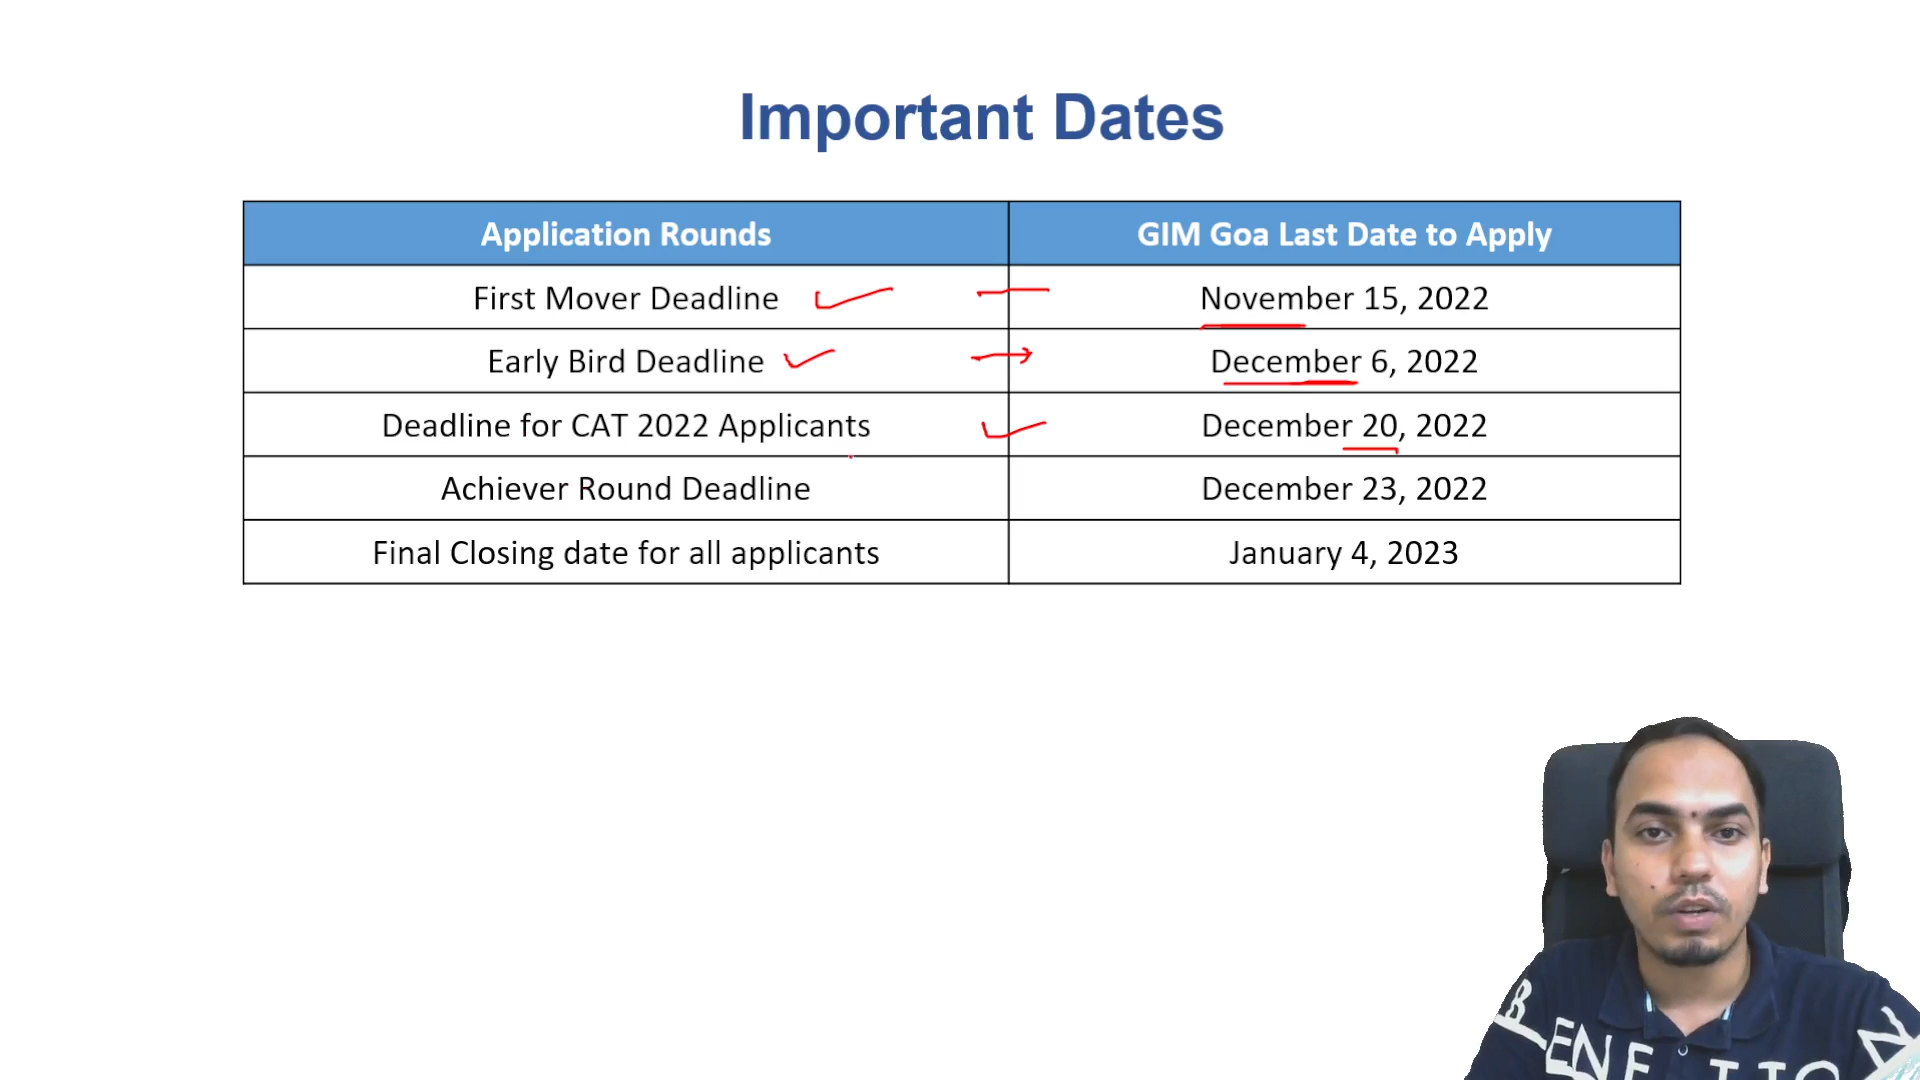 Important Dates
Application Rounds GIM Goa Last Date to Apply
First Mover Deadline November 15, 2022
Early Bird Deadline December 6, 2022
Deadline for CAT 2022 Applicants December 20, 2022
Achiever Round Deadline December 23, 2022
Final Closing date for all applicants January 4, 2023